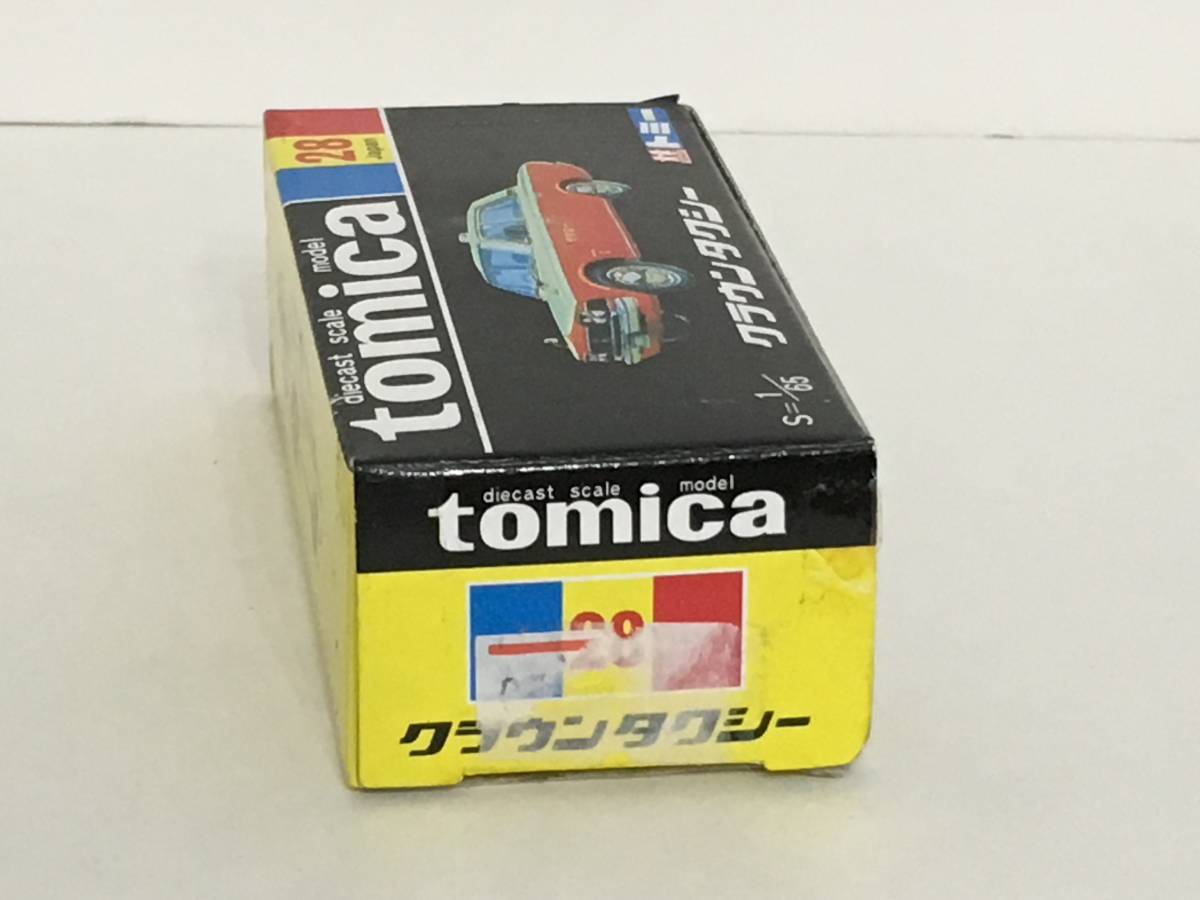 28
Japan
diecast scale model
tomica
トミー
クラウンタクシー
S=1/65
diecast scale model
tomica
28
クラウンタクシー